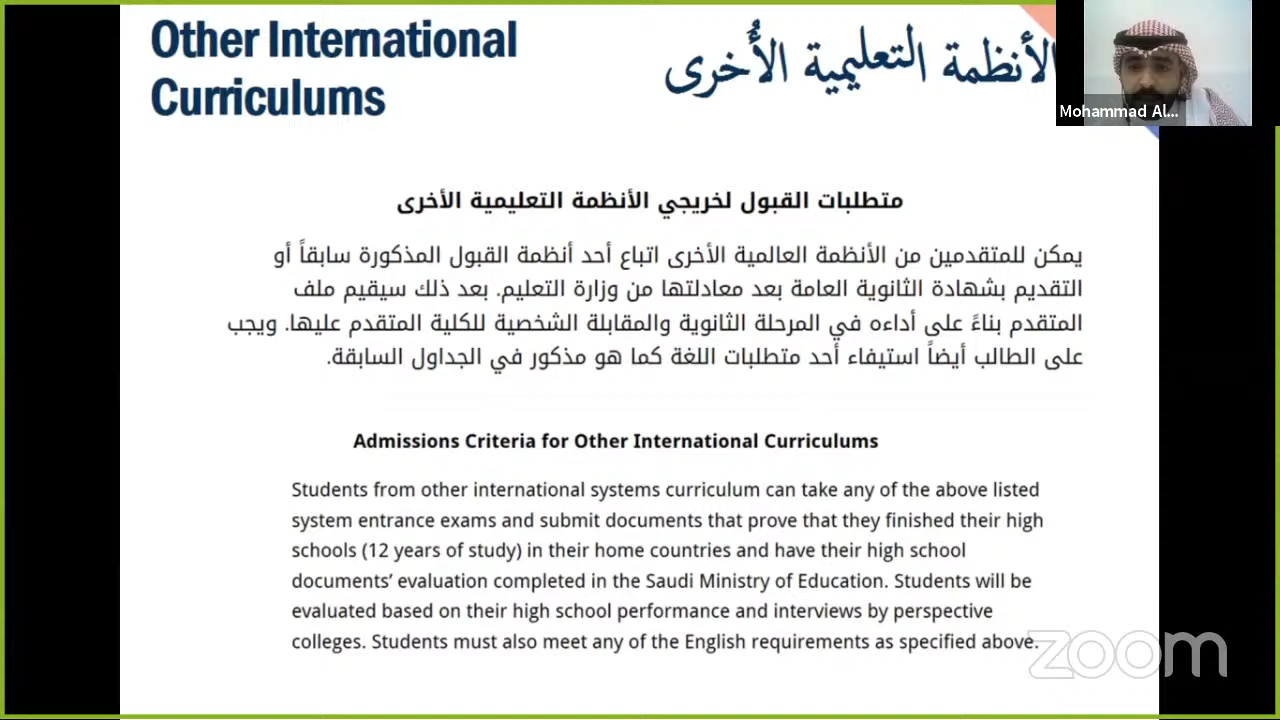 Other International
Curriculums
الأنظمة التعليمية الأُخرى
Mohammad Al...
متطلبات القبول لخريجي الأنظمة التعليمية الأخرى
يمكن للمتقدمين من الأنظمة العالمية الأخرى اتباع أحد أنظمة القبول المذكورة سابقاً أو
التقديم بشهادة الثانوية العامة بعد معادلتها من وزارة التعليم. بعد ذلك سيقيم ملف
المتقدم بناءً على أداءه في المرحلة الثانوية والمقابلة الشخصية للكلية المتقدم عليها. ويجب
على الطالب أيضاً استيفاء أحد متطلبات اللغة كما هو مذكور في الجداول السابقة.
Admissions Criteria for Other International Curriculums
Students from other international systems curriculum can take any of the above listed
system entrance exams and submit documents that prove that they finished their high
schools (12 years of study) in their home countries and have their high school
documents’ evaluation completed in the Saudi Ministry of Education. Students will be
evaluated based on their high school performance and interviews by perspective
colleges. Students must also meet any of the English requirements as specified above.
zoom